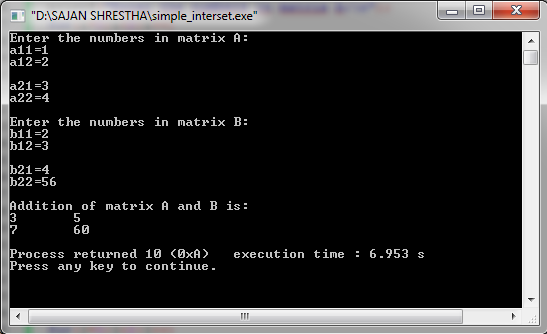 "D:\SAJAN SHRESTHA\simple_interset.exe"
Enter the numbers in matrix A:
a11=1
a12=2
a21=3
a22=4
Enter the numbers in matrix B:
b11=2
b12=3
b21=4
b22=56
Addition of matrix A and B is:
3 5
7 60
Process returned 10 (0xA) execution time : 6.953 s
Press any key to continue.